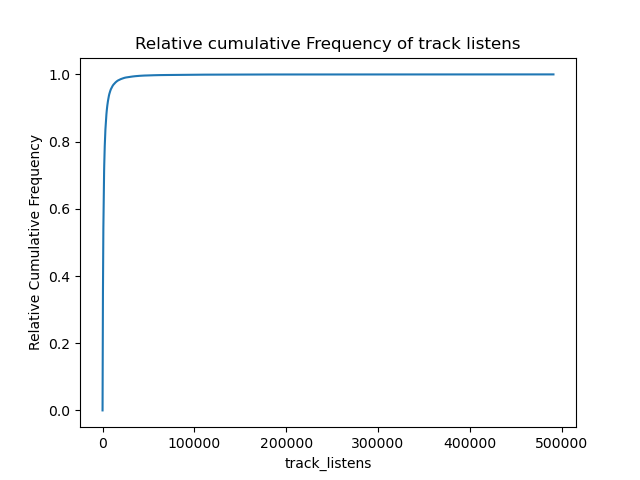 Relative cumulative Frequency of track listens
Relative Cumulative Frequency
1.0
0.8
0.6
0.4
0.2
0.0
0 100000 200000 300000 400000 500000
track_listens